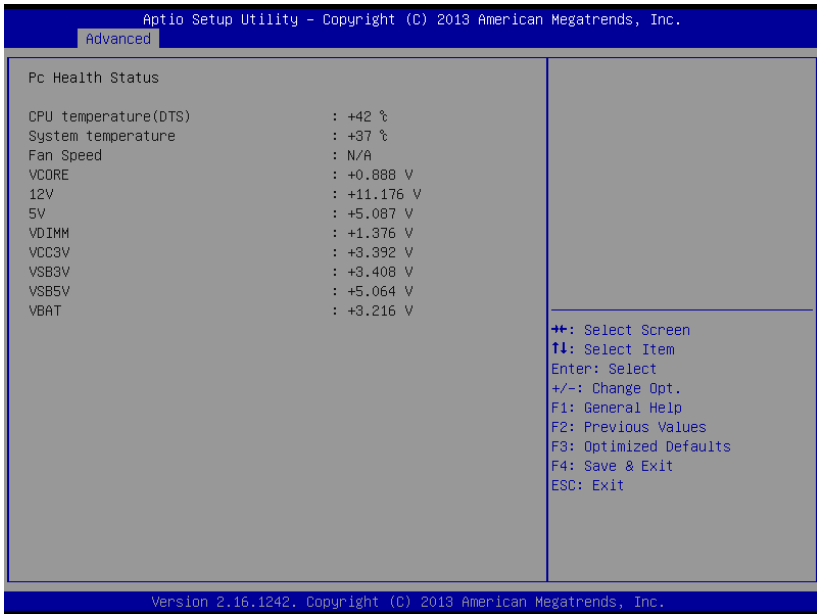 Aptio Setup Utility – Copyright (C) 2013 American Megatrends, Inc.
Advanced
Pc Health Status
CPU temperature(DTS) : +42 ℃
System temperature : +37 ℃
Fan Speed : N/A
VCORE : +0.888 V
12V : +11.176 V
5V : +5.087 V
VDIMM : +1.376 V
VCC3V : +3.392 V
VSB3V : +3.408 V
VSB5V : +5.064 V
VBAT : +3.216 V
→←: Select Screen
↑↓: Select Item
Enter: Select
+/-: Change Opt.
F1: General Help
F2: Previous Values
F3: Optimized Defaults
F4: Save & Exit
ESC: Exit
Version 2.16.1242. Copyright (C) 2013 American Megatrends, Inc.